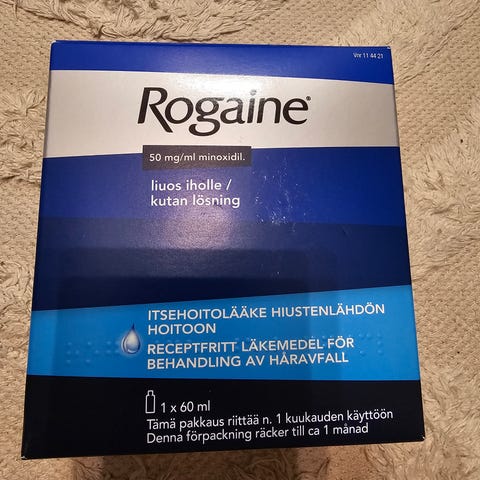 Vnr 11 44 21
Rogaine®
50 mg/ml minoxidil.
liuos iholle /
kutan lösning
ITSEHOITOLÄÄKE HIUSTENLÄHDÖN
HOITOON
RECEPTFRITT LÄKEMEDEL FÖR
BEHANDLING AV HÅRAVFALL
1 x 60 ml
Tämä pakkaus riittää n. 1 kuukauden käyttöön
Denna förpackning räcker till ca 1 månad